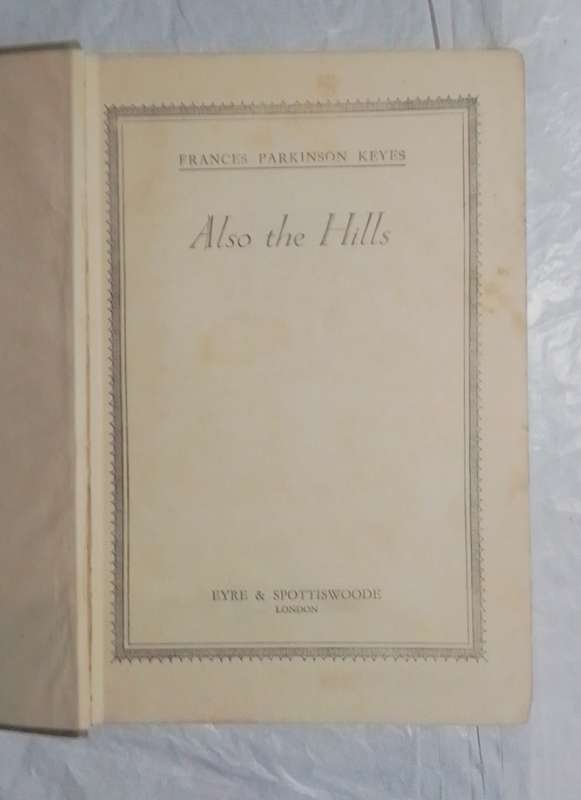 FRANCES PARKINSON KEYES
Also the Hills
EYRE & SPOTTISWOODE
LONDON